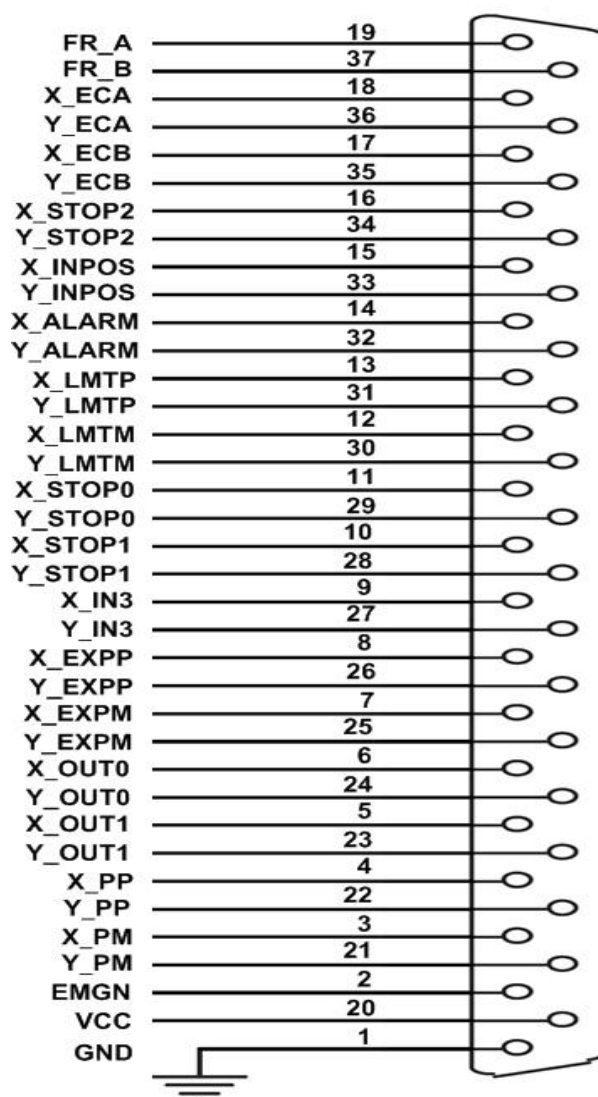 FR_A 19
FR_B 37
X_ECA 18
Y_ECA 36
X_ECB 17
Y_ECB 35
X_STOP2 16
Y_STOP2 34
X_INPOS 15
Y_INPOS 33
X_ALARM 14
Y_ALARM 32
X_LMTP 13
Y_LMTP 31
X_LMTM 12
Y_LMTM 30
X_STOP0 11
Y_STOP0 29
X_STOP1 10
Y_STOP1 28
X_IN3 9
Y_IN3 27
X_EXPP 8
Y_EXPP 26
X_EXPM 7
Y_EXPM 25
X_OUT0 6
Y_OUT0 24
X_OUT1 5
Y_OUT1 23
X_PP 4
Y_PP 22
X_PM 3
Y_PM 21
EMGN 2
VCC 20
GND 1